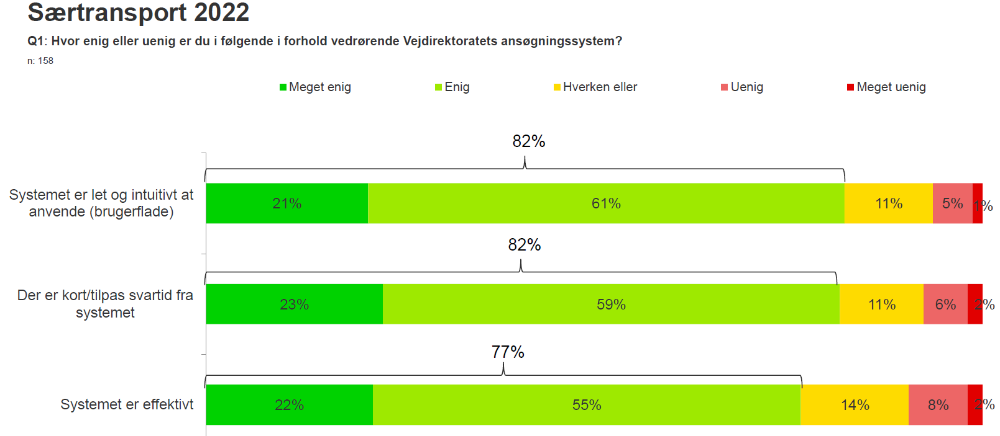 Særtransport 2022
Q1: Hvor enig eller uenig er du i følgende i forhold vedrørende Vejdirektoratets ansøgningssystem?
n: 158
Meget enig Enig Hverken eller Uenig Meget uenig
82%
Systemet er let og intuitivt at
anvende (brugerflade)
21% 61% 11% 5% 1%
82%
Der er kort/tilpas svartid fra
systemet
23% 59% 11% 6% 2%
77%
Systemet er effektivt
22% 55% 14% 8% 2%